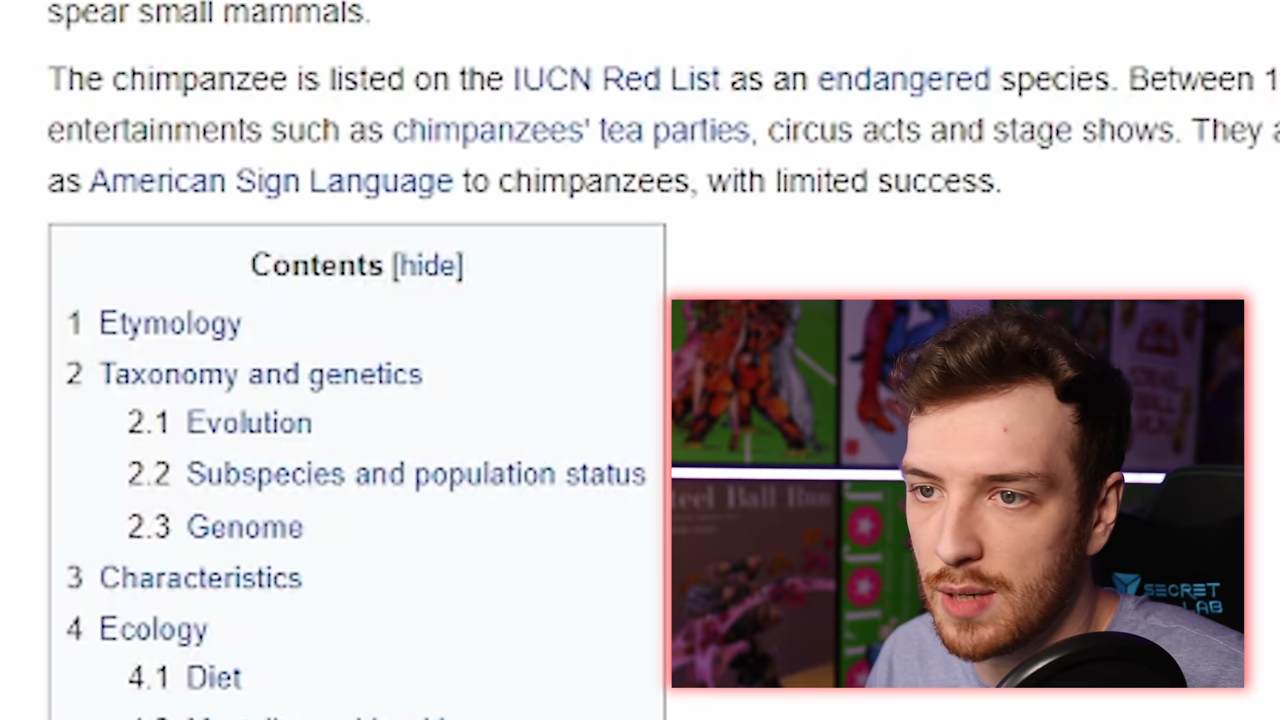 spear small mammals.
The chimpanzee is listed on the IUCN Red List as an endangered species. Between 1
entertainments such as chimpanzees' tea parties, circus acts and stage shows. They a
as American Sign Language to chimpanzees, with limited success.
Contents [hide]
1 Etymology
2 Taxonomy and genetics
2.1 Evolution
2.2 Subspecies and population status
2.3 Genome
3 Characteristics
4 Ecology
4.1 Diet
Steel Ball Run
SECRET
LAB